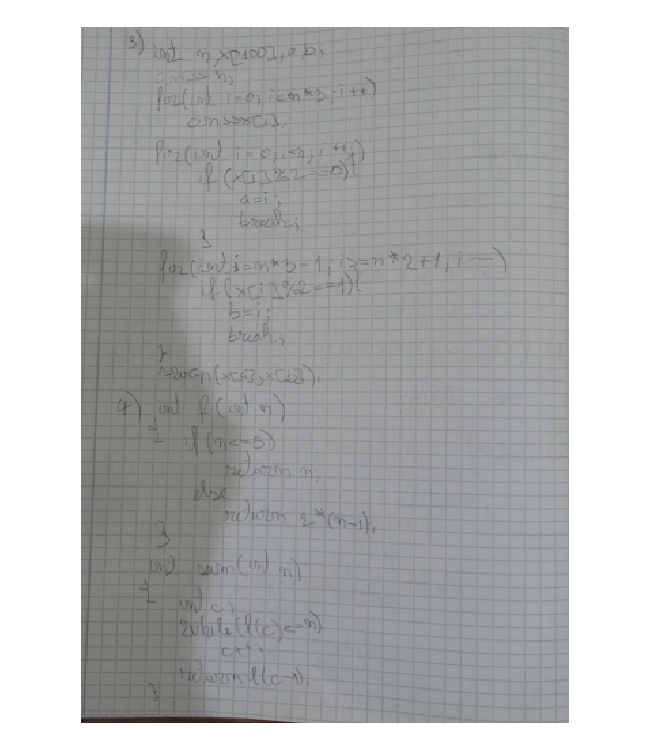 3) int n, x[100], a, b;
cin>> n;
for(int i=0; i<n*3; i++)
cin>>x[i];
for(int i=0; i<n; i++)
if(x[i]%2==0){
a=i;
break;
}
for(int i=n*3-1; i>=n*2+1; i--)
if(x[i]%2==1){
b=i;
break;
}
swap(x[a], x[b]);
4) int f(int n)
{ if(n<=5)
return n;
else
return 2*(n-1);
}
int num(int n)
{ int c;
while(f(c)<=n)
c++;
return f(c-1);
}